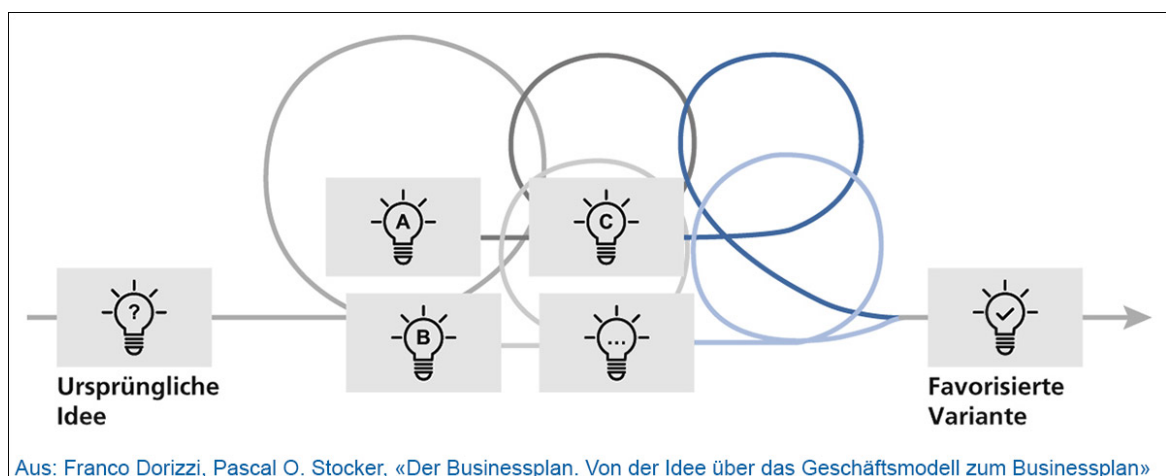 A
C
?
B
...
Ursprüngliche
Idee
Favorisierte
Variante
Aus: Franco Dorizzi, Pascal O. Stocker, «Der Businessplan. Von der Idee über das Geschäftsmodell zum Businessplan»